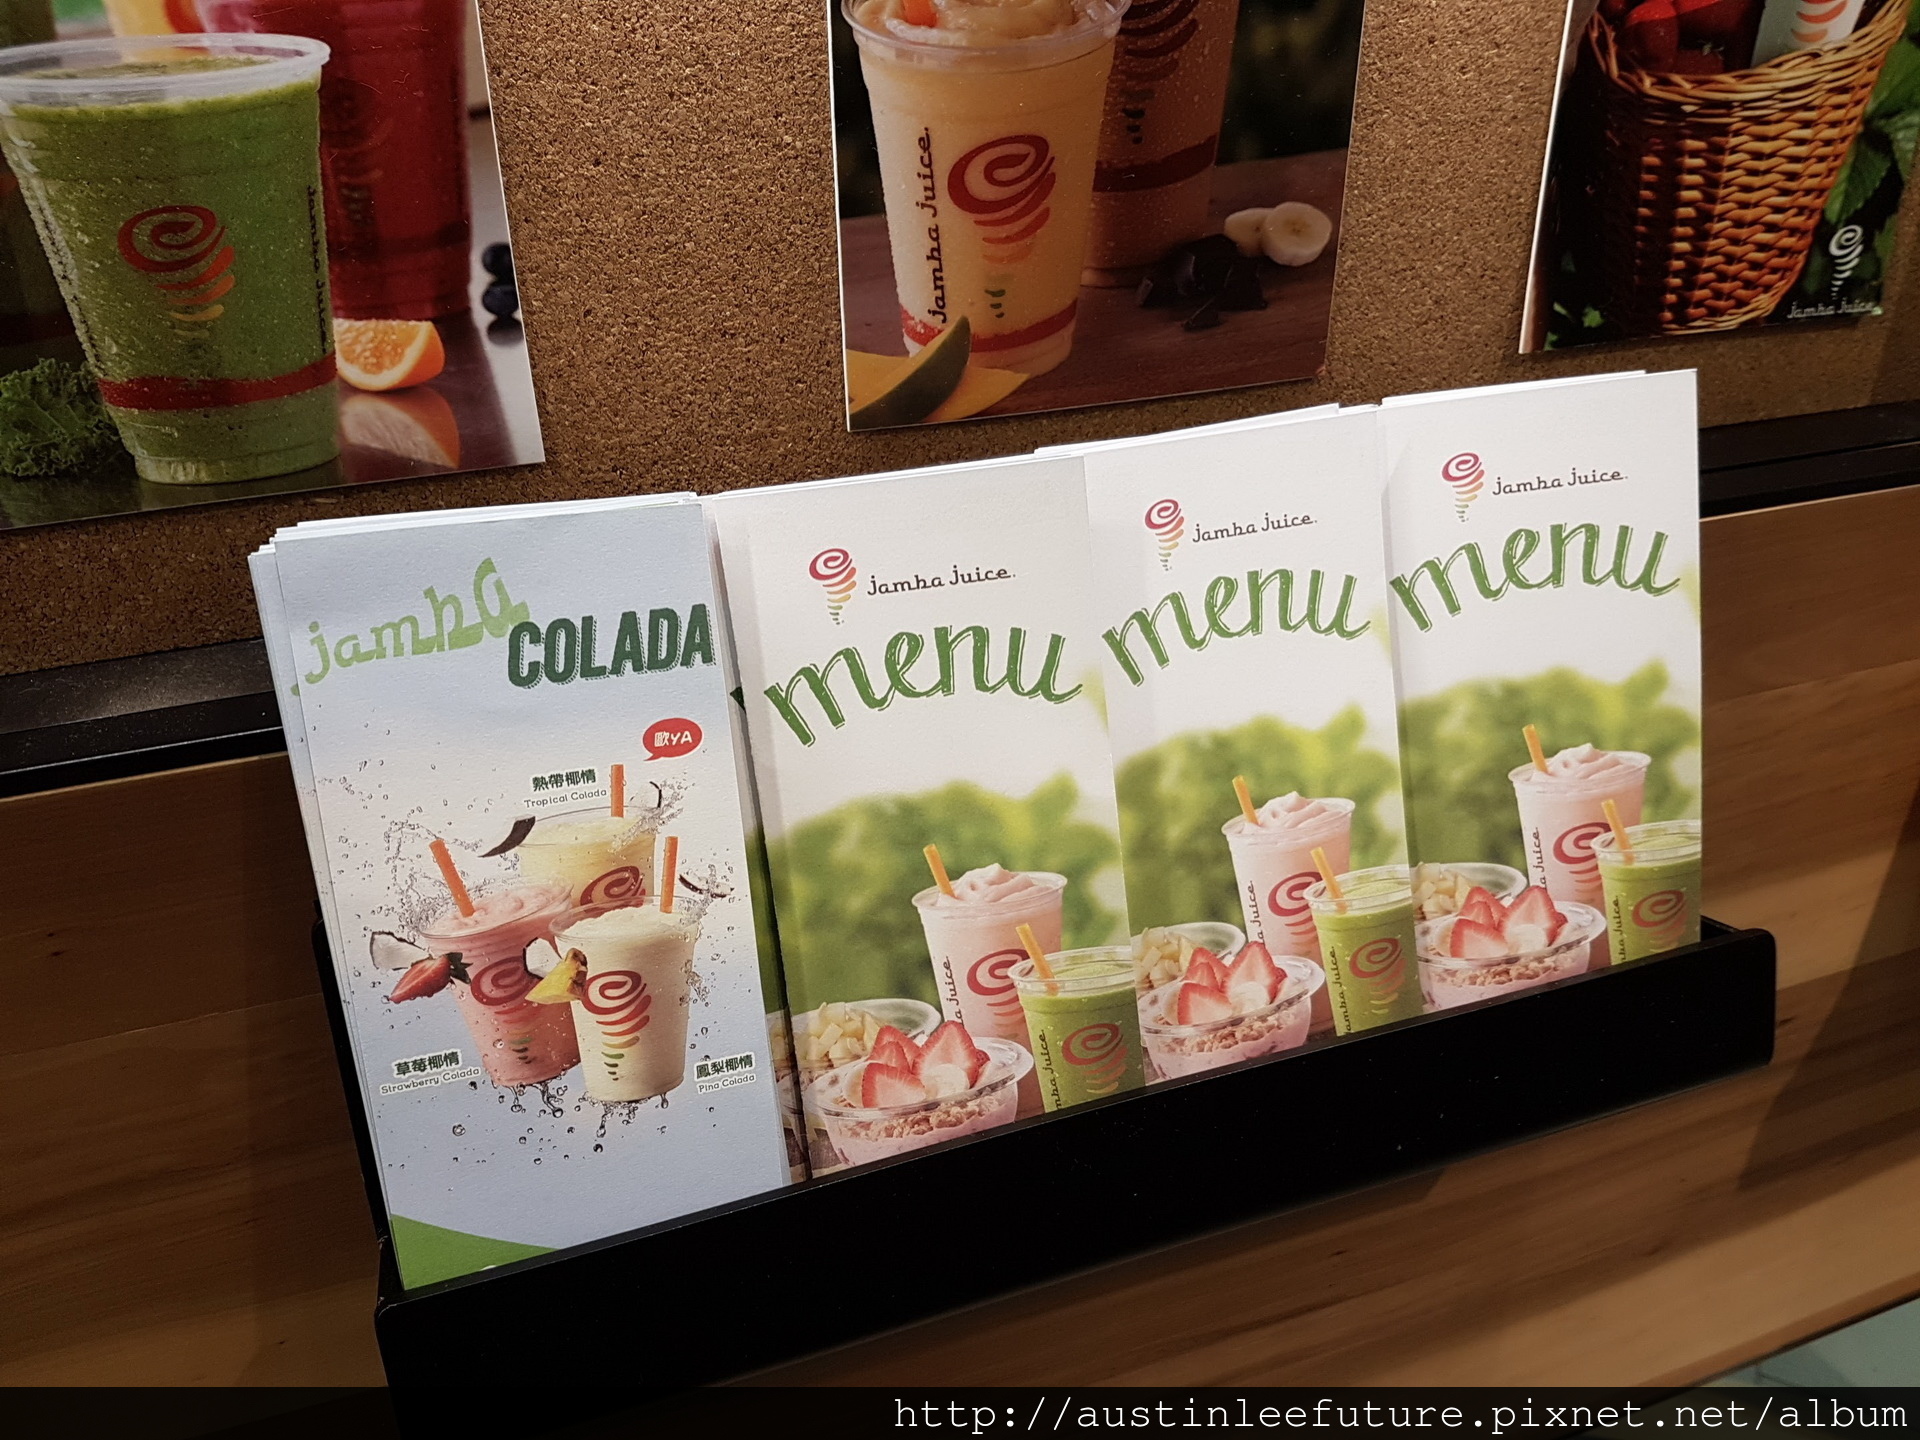 jamba juice
jamba juice.
jamba juice
jamba
COLADA
歐YA
熱帶椰情
Tropical Colada
草莓椰情
Strawberry Colada
鳳梨椰情
Pina Colada
jamba juice.
menu
jamba juice.
menu
jamba juice.
menu
http://austinleefuture.pixnet.net/album